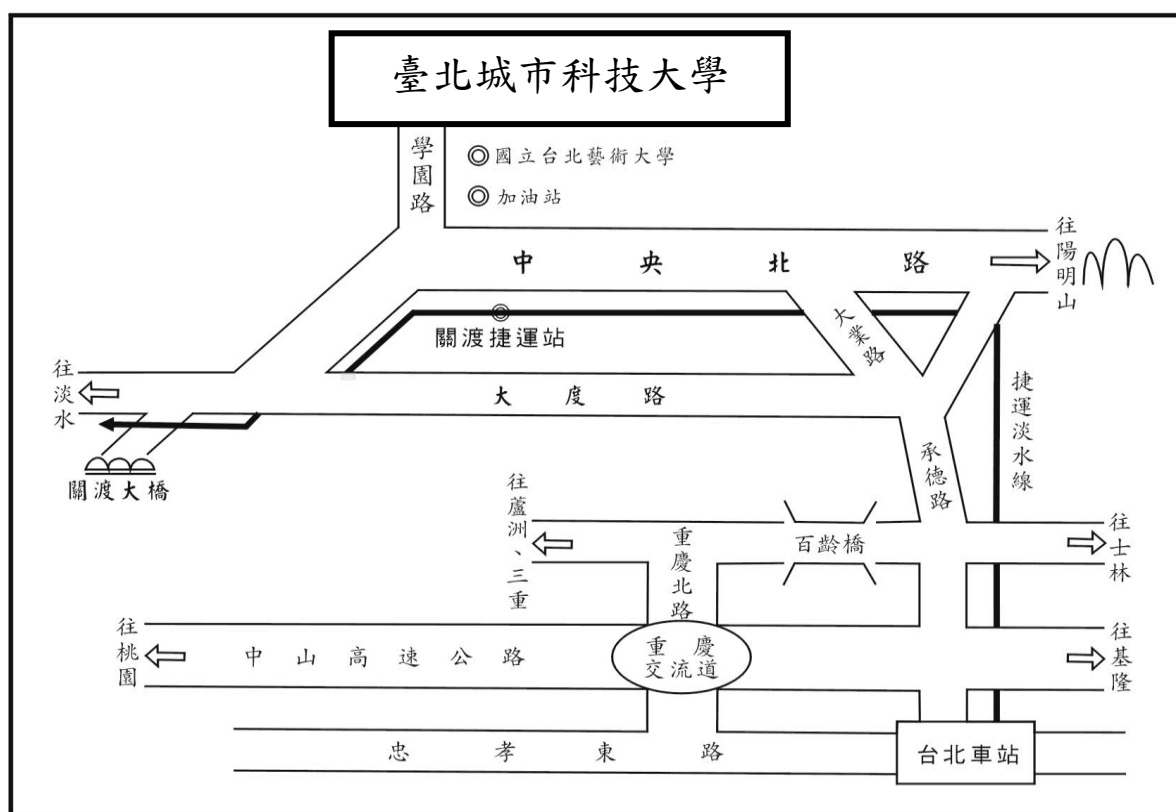 臺北城市科技大學
學園路
◎國立台北藝術大學
◎加油站
中央北路
往陽明山
大業路
關渡捷運站
往淡水
大度路
捷運淡水線
關渡大橋
承德路
往蘆洲、三重
重慶北路
百齡橋
往士林
往桃園
中山高速公路
重慶
交流道
往基隆
忠孝東路
台北車站